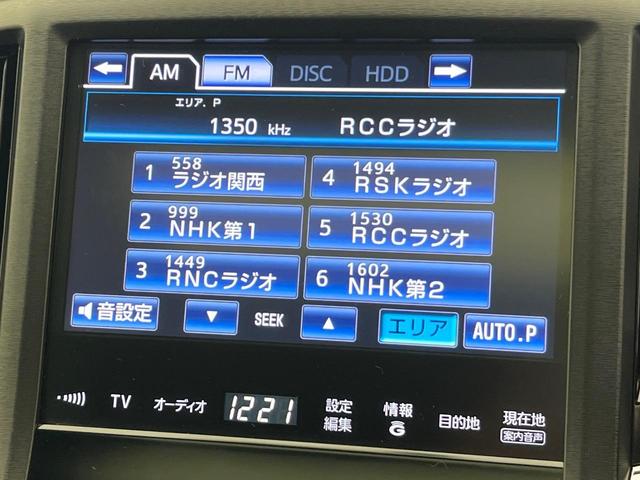 AM FM DISC HDD
エリア. P
1350 kHz RCCラジオ
1 558 ラジオ関西
4 1494 RSKラジオ
2 999 NHK第1
5 1530 RCCラジオ
3 1449 RNCラジオ
6 1602 NHK第2
音設定 SEEK エリア AUTO.P
TV オーディオ 1221 設定編集 情報G 目的地 現在地
案内音声